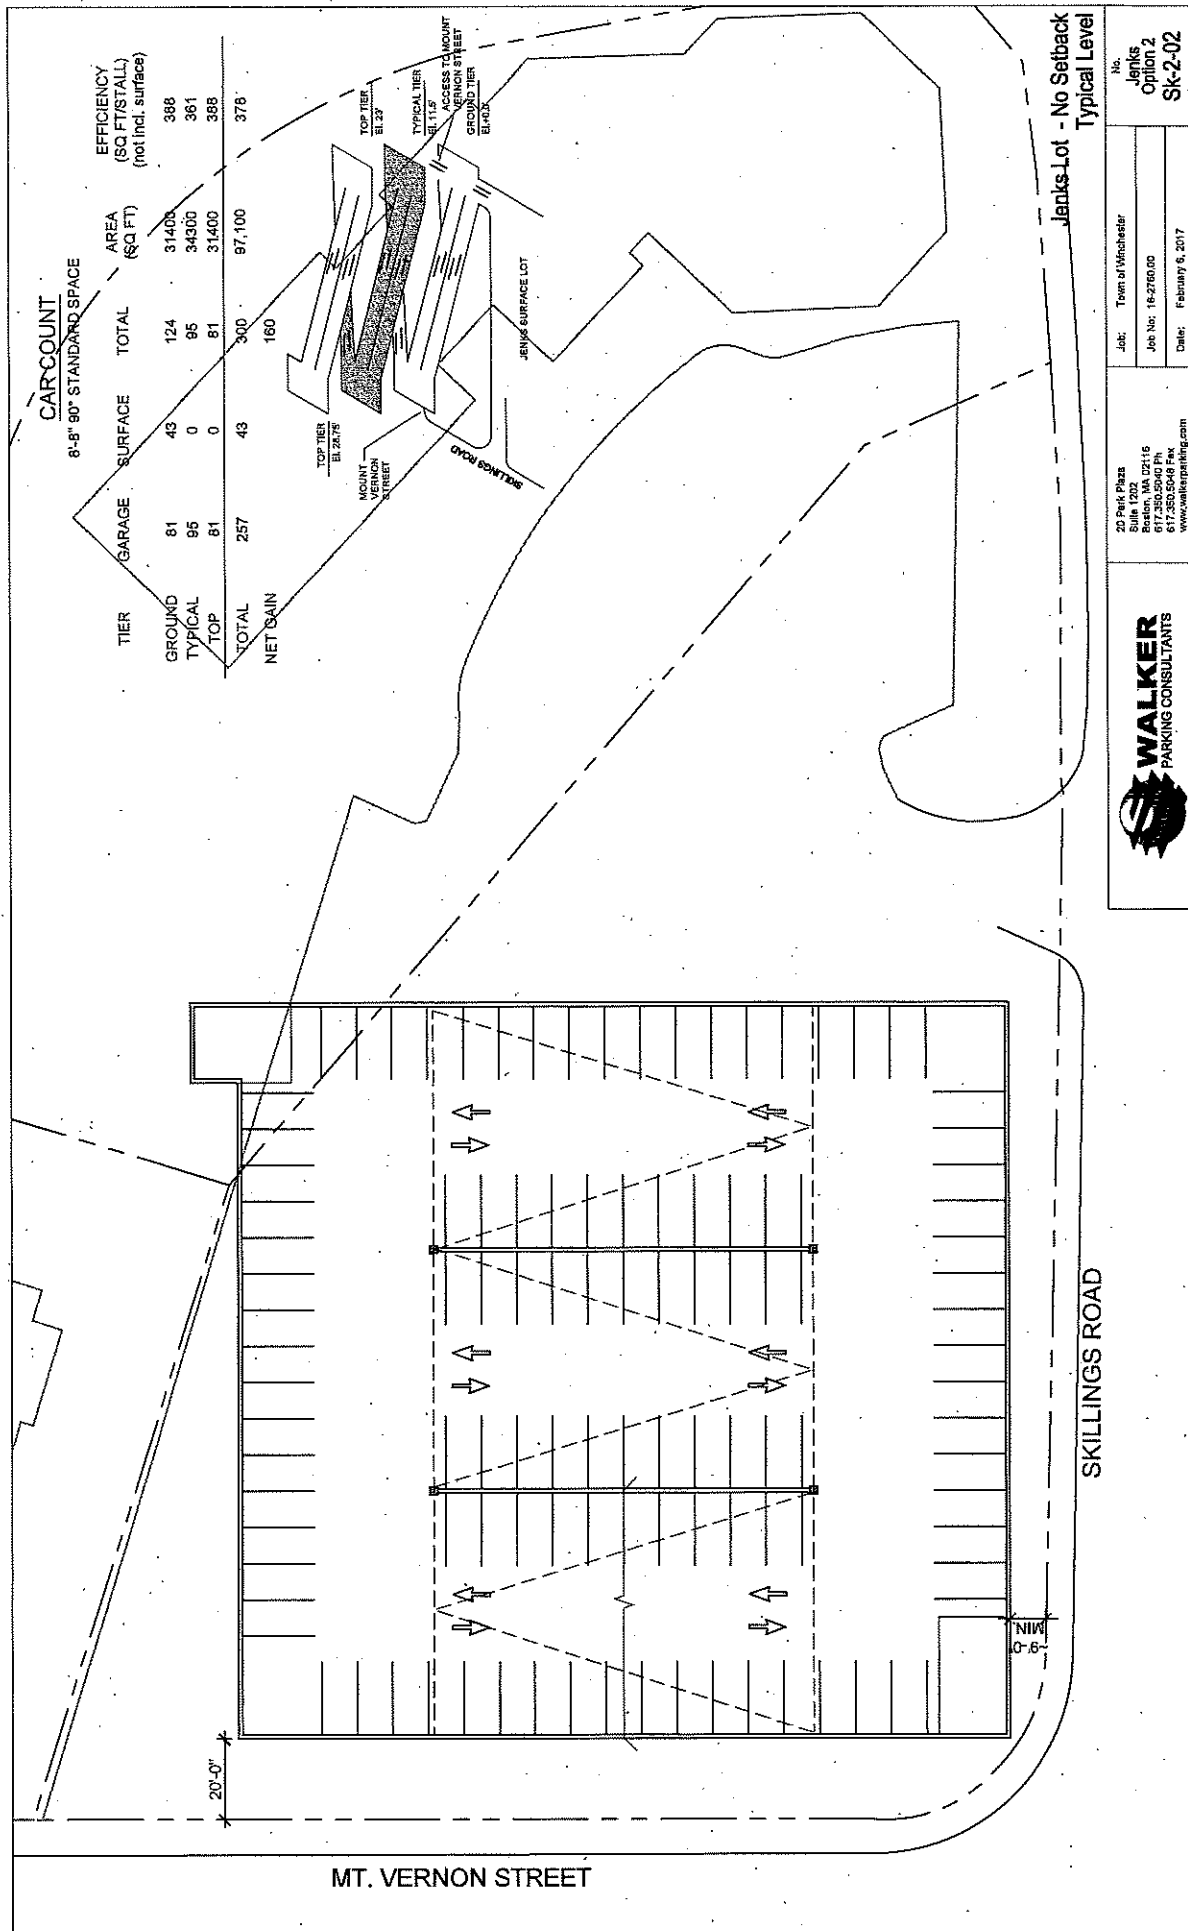 CAR COUNT
8'-8" 90° STANDARD SPACE
TIER GARAGE SURFACE TOTAL AREA (SQ FT) EFFICIENCY (SQ FT/STALL) (not incl. surface)
GROUND 81 43 124 31400 388
TYPICAL 95 0 95 34300 361
TOP 81 0 81 31400 388
TOTAL 257 43 300 97,100 378
NET GAIN 160
TOP TIER
EL. 23'
TYPICAL TIER
EL. 11.5'
ACCESS TO MOUNT
VERNON STREET
GROUND TIER
EL.+0.0'
TOP TIER
EL. 28.75'
MOUNT
VERNON
STREET
SKILLINGS ROAD
JENKS SURFACE LOT
20'-0"
~9'-0"
MIN.
MT. VERNON STREET
SKILLINGS ROAD
Jenks Lot - No Setback
Typical Level
WALKER
PARKING CONSULTANTS
20 Park Plaza
Suite 1202
Boston, MA 02116
617.350.5040 Ph
617.350.5048 Fax
www.walkerparking.com
Job: Town of Winchester
Job No: 16-2760.00
Date: February 6, 2017
No.
Jenks
Option 2
SK-2-02